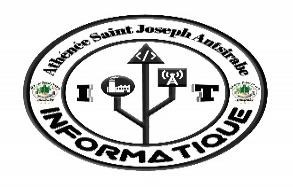 Athénée Saint Joseph Antsirabe
</>
I T
INFORMATIQUE